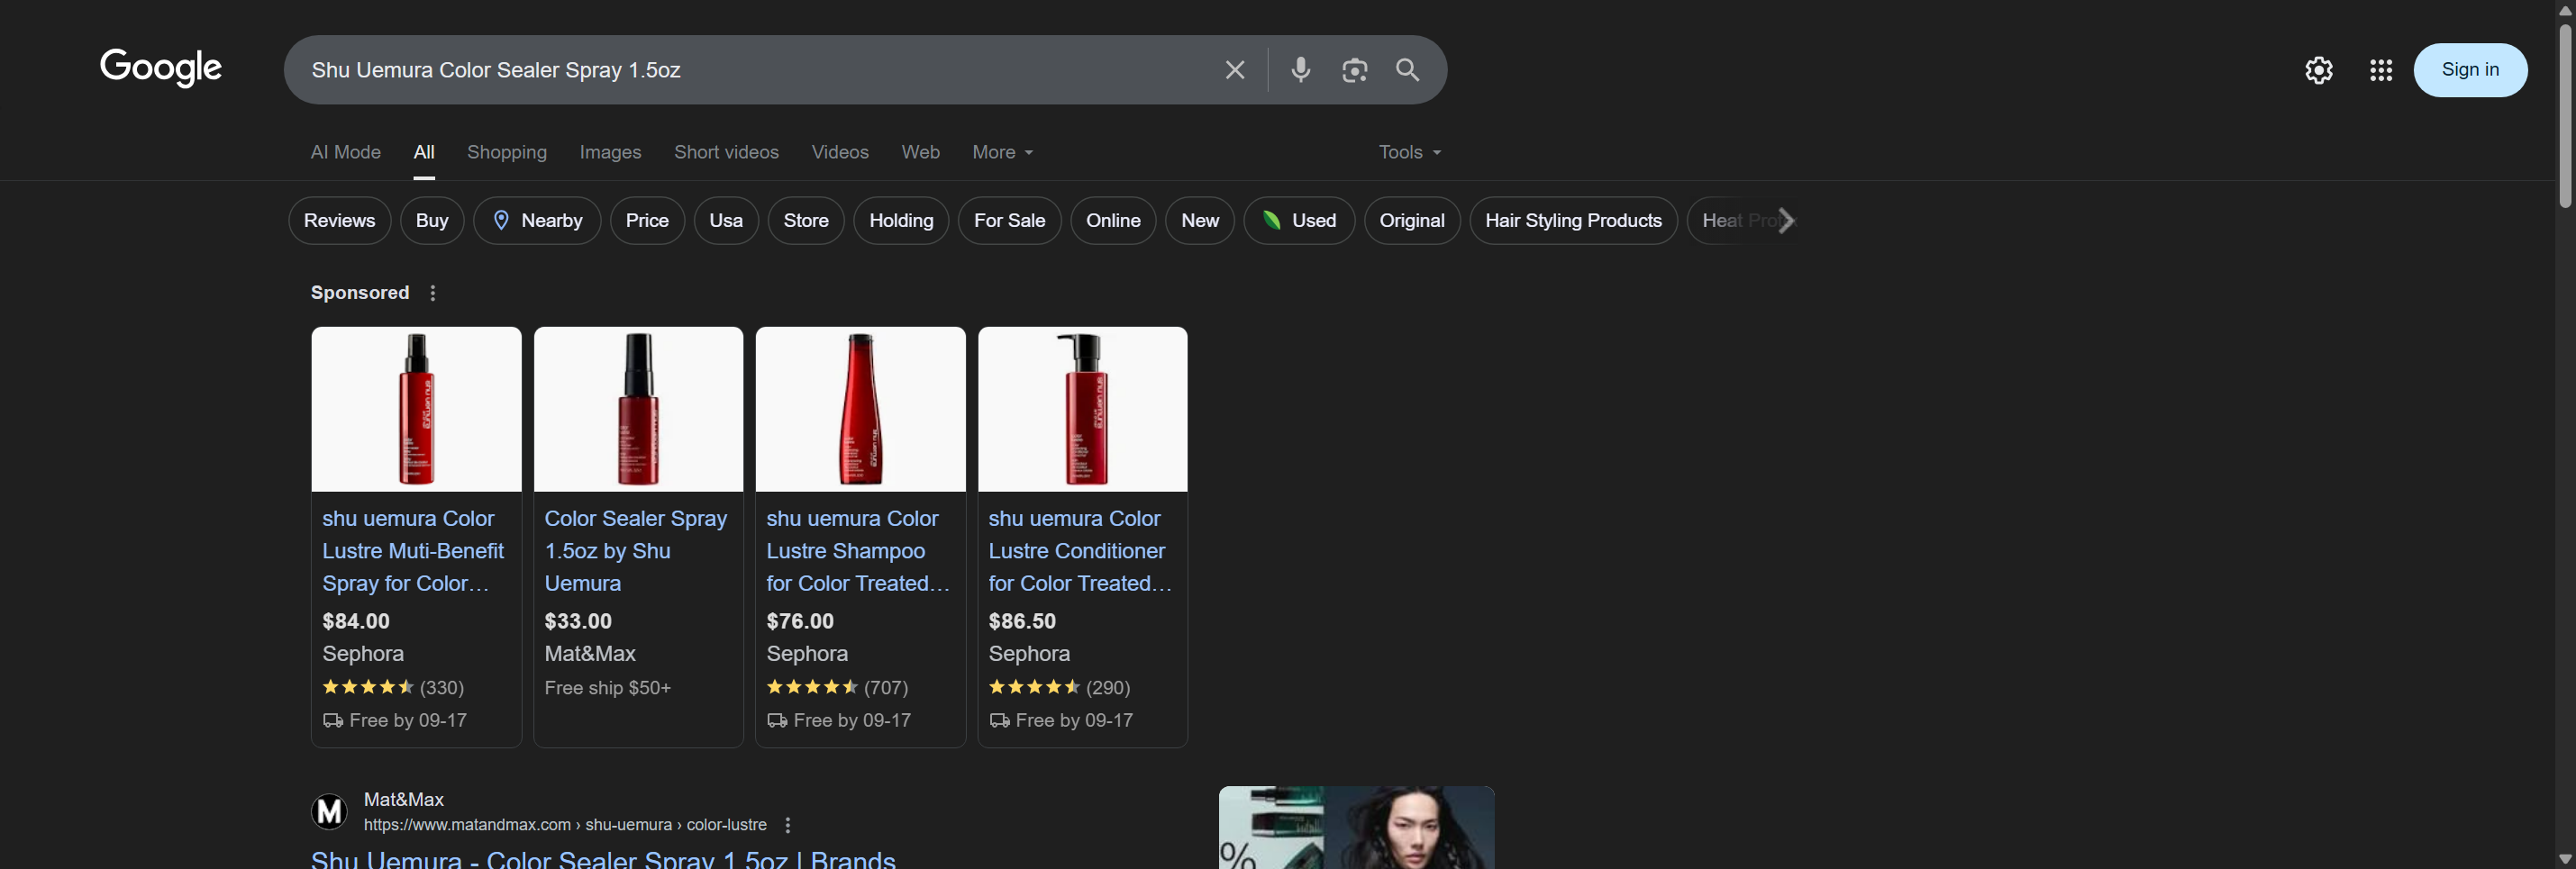 Google
Shu Uemura Color Sealer Spray 1.5oz
Sign in
AI Mode
All
Shopping
Images
Short videos
Videos
Web
More
Tools
Reviews
Buy
Nearby
Price
Usa
Store
Holding
For Sale
Online
New
Used
Original
Hair Styling Products
Heat
Sponsored
shu uemura Color
Lustre Muti-Benefit
Spray for Color...
$84.00
Sephora
(330)
Free by 09-17
Color Sealer Spray
1.5oz by Shu
Uemura
$33.00
Mat&Max
Free ship $50+
shu uemura Color
Lustre Shampoo
for Color Treated...
$76.00
Sephora
(707)
Free by 09-17
shu uemura Color
Lustre Conditioner
for Color Treated...
$86.50
Sephora
(290)
Free by 09-17
M
Mat&Max
https://www.matandmax.com › shu-uemura › color-lustre
Shu Uemura - Color Sealer Spray 1.5oz | Brands
%